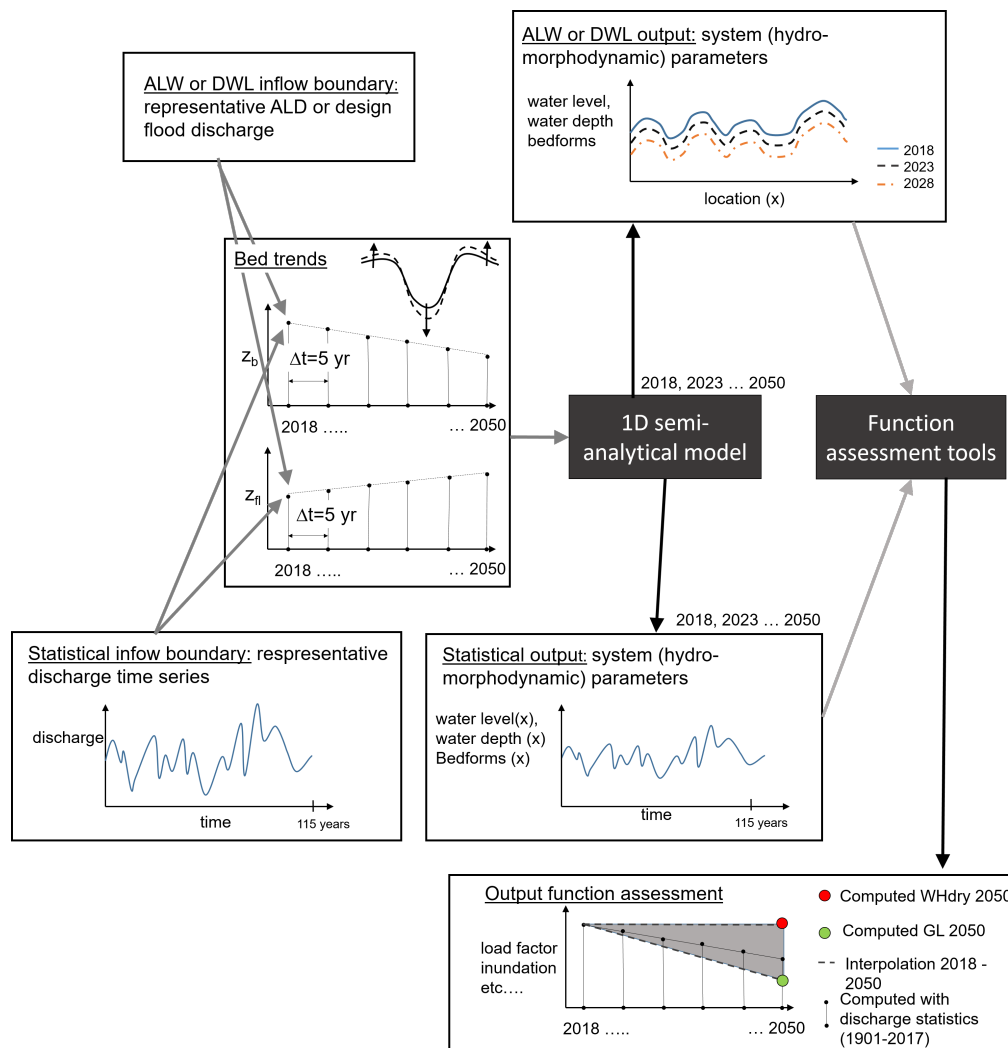 ALW or DWL output: system (hydro-
morphodynamic) parameters
water level,
water depth
bedforms
2018
2023
2028
location (x)
ALW or DWL inflow boundary:
representative ALD or design
flood discharge
Bed trends
zb
Δt=5 yr
2018 …..
… 2050
zfl
Δt=5 yr
2018 …..
… 2050
2018, 2023 … 2050
1D semi-
analytical model
Function
assessment tools
2018, 2023 … 2050
Statistical infow boundary: respresentative
discharge time series
discharge
time
115 years
Statistical output: system (hydro-
morphodynamic) parameters
water level(x),
water depth (x)
Bedforms (x)
time
115 years
Output function assessment
load factor
inundation
etc….
2018 …..
… 2050
Computed WHdry 2050
Computed GL 2050
Interpolation 2018 -
2050
Computed with
discharge statistics
(1901-2017)